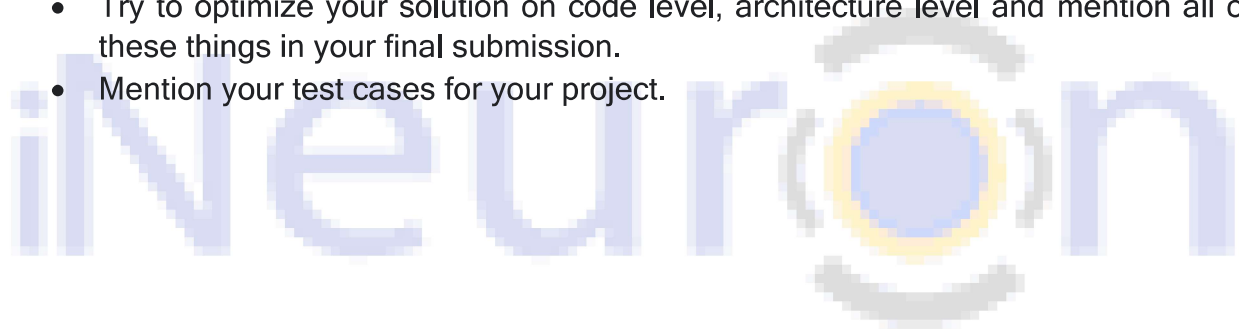 • Try to optimize your solution on code level, architecture level and mention all o
these things in your final submission.
• Mention your test cases for your project.
iNeuron